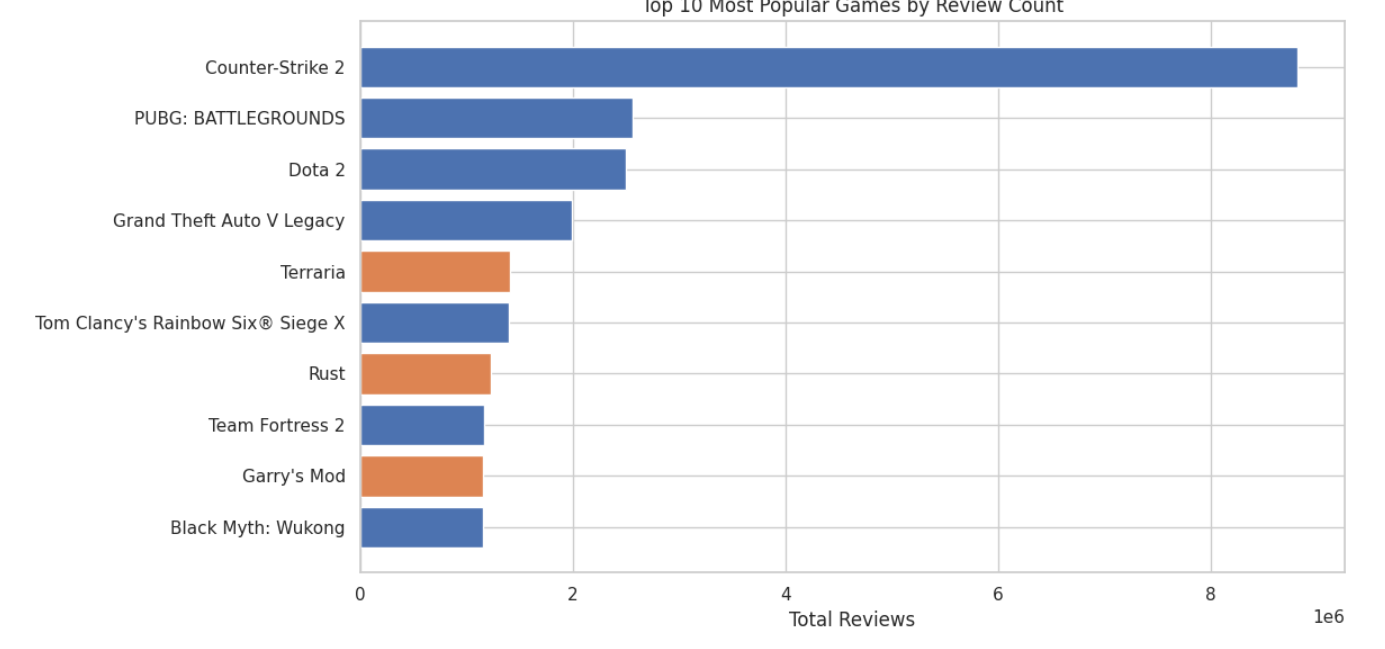 Top 10 Most Popular Games by Review Count
Counter-Strike 2
PUBG: BATTLEGROUNDS
Dota 2
Grand Theft Auto V Legacy
Terraria
Tom Clancy's Rainbow Six® Siege X
Rust
Team Fortress 2
Garry's Mod
Black Myth: Wukong
0 2 4 6 8
1e6
Total Reviews